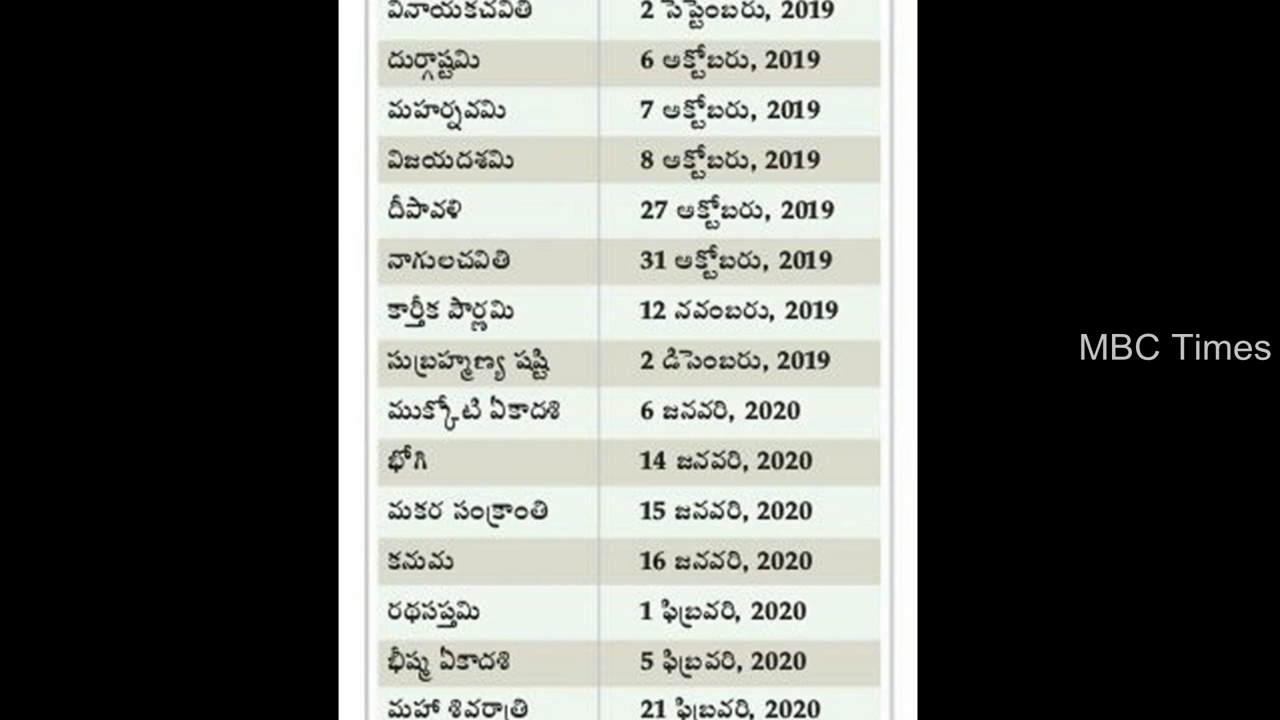 వినాయకచవితి 2 సెప్టెంబరు, 2019
దుర్గాష్టమి 6 అక్టోబరు, 2019
మహర్నవమి 7 అక్టోబరు, 2019
విజయదశమి 8 అక్టోబరు, 2019
దీపావళి 27 అక్టోబరు, 2019
నాగులచవితి 31 అక్టోబరు, 2019
కార్తీక పౌర్ణమి 12 నవంబరు, 2019
MBC Times
సుబ్రహ్మణ్య షష్టి 2 డిసెంబరు, 2019
ముక్కోటి ఏకాదశి 6 జనవరి, 2020
భోగి 14 జనవరి, 2020
మకర సంక్రాంతి 15 జనవరి, 2020
కనుమ 16 జనవరి, 2020
రథసప్తమి 1 ఫిబ్రవరి, 2020
భీష్మ ఏకాదశి 5 ఫిబ్రవరి, 2020
మహా శివరాత్రి 21 ఫిబ్రవరి, 2020